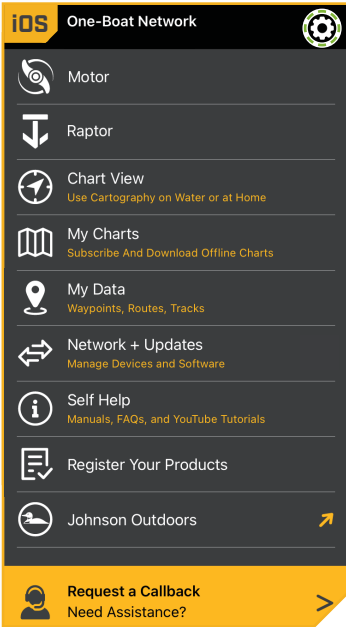 iOS One-Boat Network
Motor
Raptor
Chart View
Use Cartography on Water or at Home
My Charts
Subscribe And Download Offline Charts
My Data
Waypoints, Routes, Tracks
Network + Updates
Manage Devices and Software
Self Help
Manuals, FAQs, and YouTube Tutorials
Register Your Products
Johnson Outdoors
Request a Callback
Need Assistance?